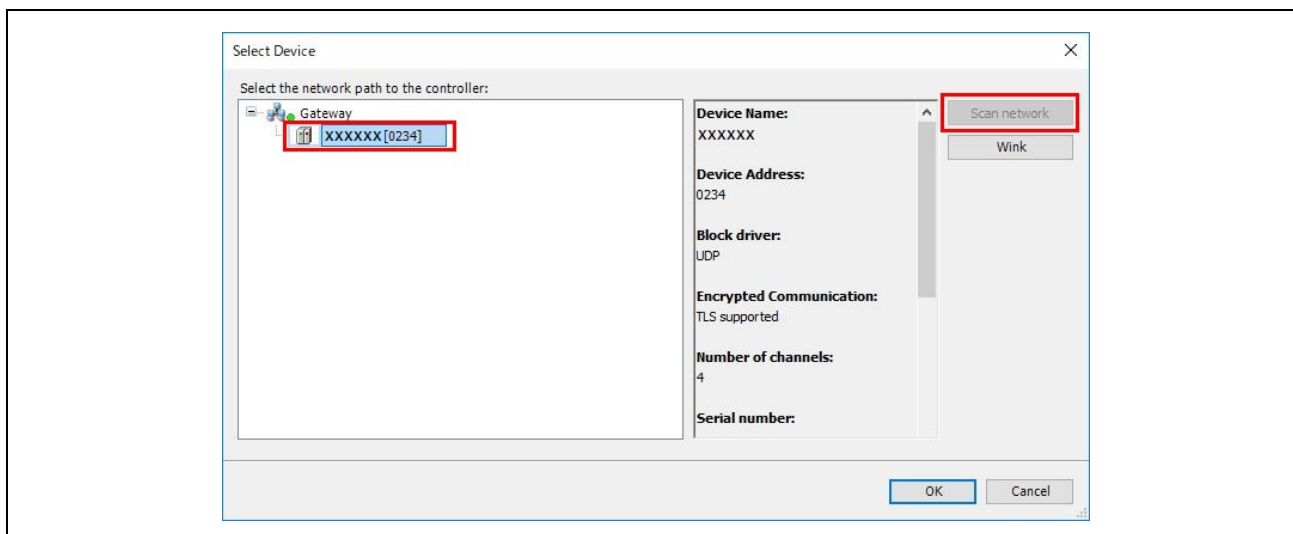 Select Device
Select the network path to the controller:
Gateway
XXXXXX [0234]
Device Name:
XXXXXX
Device Address:
0234
Block driver:
UDP
Encrypted Communication:
TLS supported
Number of channels:
4
Serial number:
Scan network
Wink
OK
Cancel